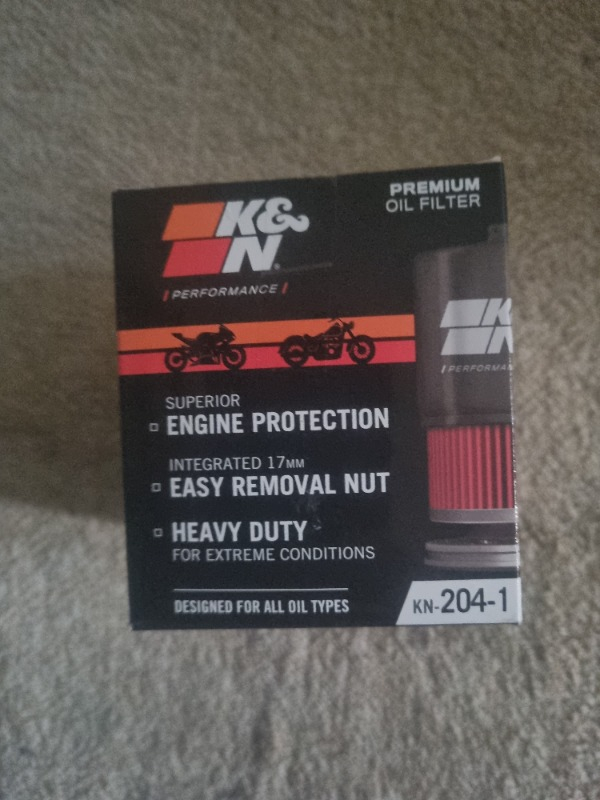 PREMIUM
OIL FILTER
K&N
PERFORMANCE
K&N
PERFORMAN
SUPERIOR
ENGINE PROTECTION
INTEGRATED 17MM
EASY REMOVAL NUT
HEAVY DUTY
FOR EXTREME CONDITIONS
DESIGNED FOR ALL OIL TYPES
KN-204-1